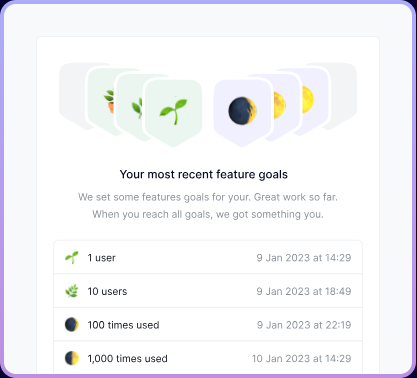 Your most recent feature goals
We set some features goals for your. Great work so far.
When you reach all goals, we got something you.
1 user 9 Jan 2023 at 14:29
10 users 9 Jan 2023 at 18:49
100 times used 9 Jan 2023 at 22:19
1,000 times used 10 Jan 2023 at 14:29